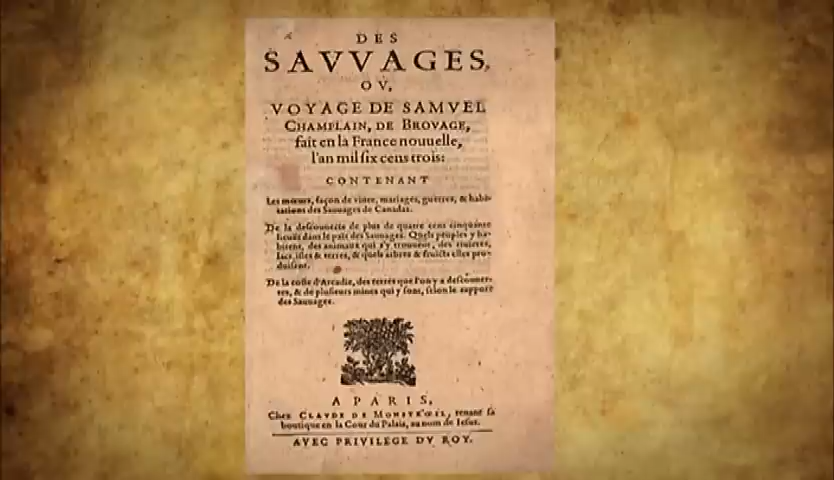 DES
SAVVAGES,
OV,
VOYAGE DE SAMVEL
CHAMPLAIN, DE BROVAGE,
fait en la France nouuelle,
l'an mil ſix cens trois:
CONTENANT
Les mœurs, façon de viure, mariages, guerres, & habi-
tations des Sauuages de Canadas.
De la deſcouuerte de plus de quatre cens cinquante
lieuës dans le païs des Sauuages. Quels peuples y ha-
bitent, des animaux qui s'y trouuent, des riuieres,
lacs, iſles & terres, & quels arbres & fruicts elles pro-
duiſent.
De la coſte d'Arcadie, des terres que l'on y a deſcouuer-
tes, & de pluſieurs mines qui y ſont, ſelon le rapport
des Sauuages.
A PARIS,
Chez CLAVDE DE MONSTR'ŒIL, tenant ſa
boutique en la Cour du Palais, au nom de Ieſus.
AVEC PRIVILEGE DV ROY.